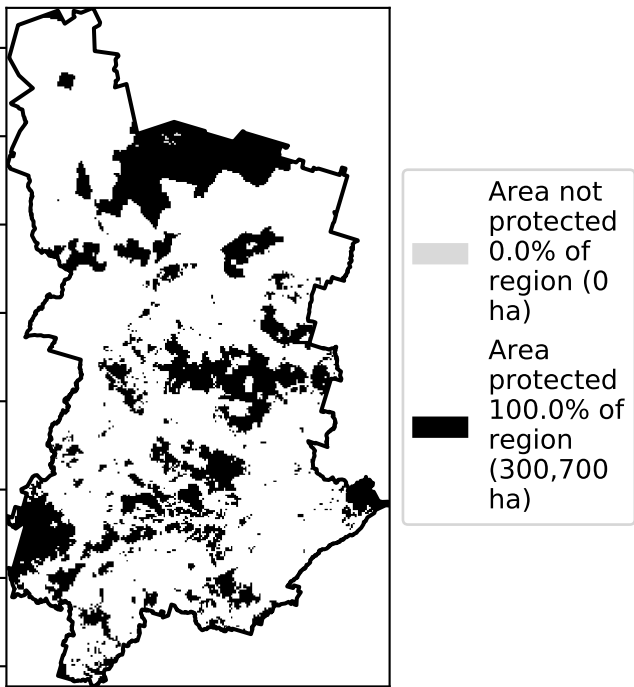 Area not
protected
0.0% of
region (0
ha)
Area
protected
100.0% of
region
(300,700
ha)